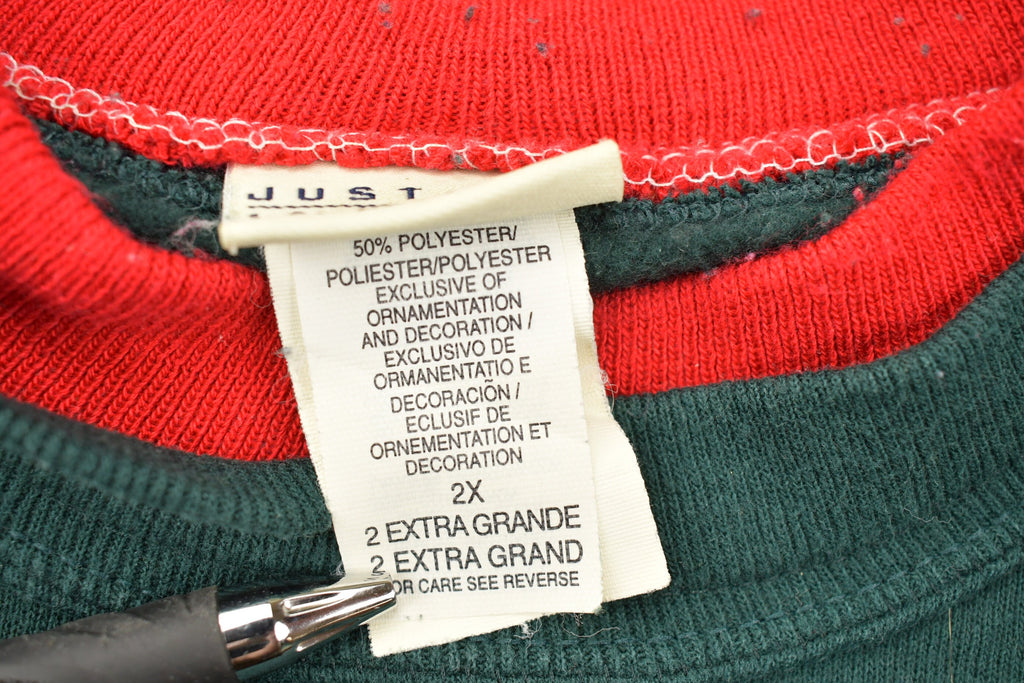 JUST
50% POLYESTER/
POLIESTER/POLYESTER
EXCLUSIVE OF
ORNAMENTATION
AND DECORATION /
EXCLUSIVO DE
ORMANENTATIO E
DECORACIÕN /
ECLUSIF DE
ORNEMENTATION ET
DECORATION
2X
2 EXTRA GRANDE
2 EXTRA GRAND
OR CARE SEE REVERSE